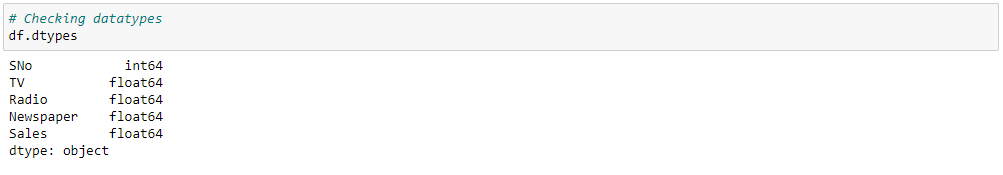 # Checking datatypes
df.dtypes
SNo int64
TV float64
Radio float64
Newspaper float64
Sales float64
dtype: object